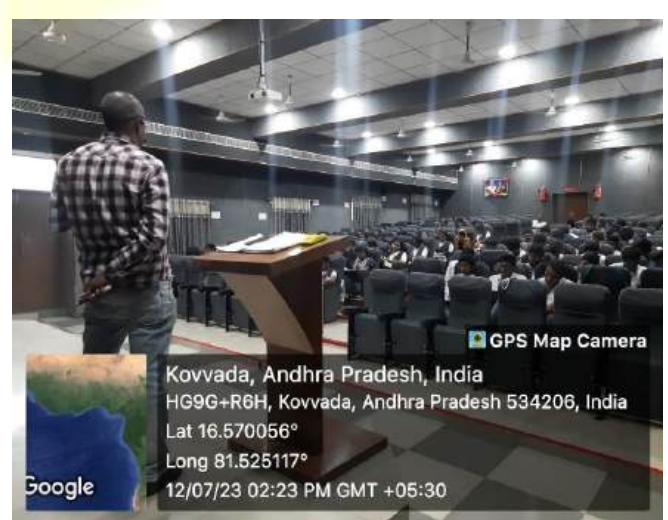 GPS Map Camera
Kovvada, Andhra Pradesh, India
HG9G+R6H, Kovvada, Andhra Pradesh 534206, India
Lat 16.570056°
Long 81.525117°
12/07/23 02:23 PM GMT +05:30
Google